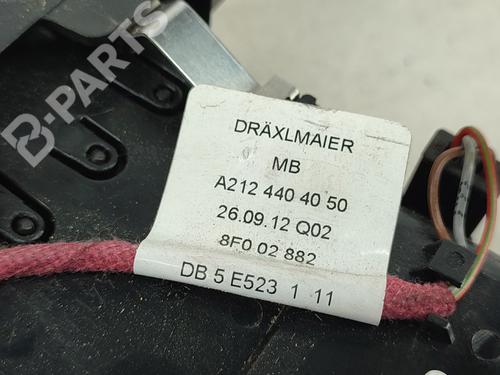 B-PARTS
DRÄXLMAIER
MB
A212 440 40 50
26.09.12 Q02
8F0 02 882
DB 5 E523 1 11